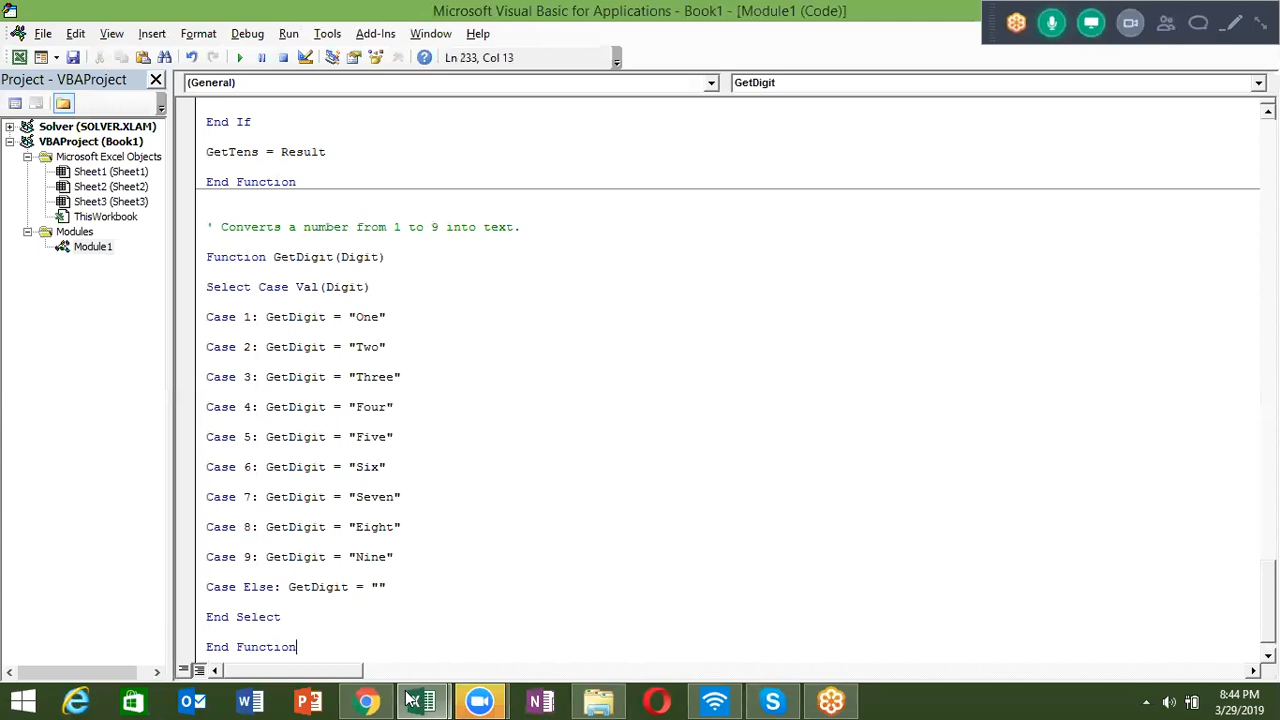 Microsoft Visual Basic for Applications - Book1 - [Module1 (Code)]
File Edit View Insert Format Debug Run Tools Add-Ins Window Help
Ln 233, Col 13
Project - VBAProject
(General)
GetDigit
Solver (SOLVER.XLAM)
VBAProject (Book1)
Microsoft Excel Objects
Sheet1 (Sheet1)
Sheet2 (Sheet2)
Sheet3 (Sheet3)
ThisWorkbook
Modules
Module1
End If
GetTens = Result
End Function
' Converts a number from 1 to 9 into text.
Function GetDigit(Digit)
Select Case Val(Digit)
Case 1: GetDigit = "One"
Case 2: GetDigit = "Two"
Case 3: GetDigit = "Three"
Case 4: GetDigit = "Four"
Case 5: GetDigit = "Five"
Case 6: GetDigit = "Six"
Case 7: GetDigit = "Seven"
Case 8: GetDigit = "Eight"
Case 9: GetDigit = "Nine"
Case Else: GetDigit = ""
End Select
End Function
8:44 PM
3/29/2019